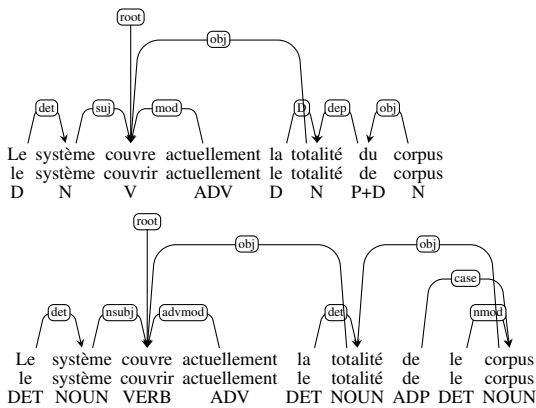 root
obj
det suj mod D dep obj
Le système couvre actuellement la totalité du corpus
le système couvrir actuellement le totalité de corpus
D N V ADV D N P+D N
root
obj obj
case
det nsubj advmod det nmod
Le système couvre actuellement la totalité de le corpus
le système couvrir actuellement le totalité de le corpus
DET NOUN VERB ADV DET NOUN ADP DET NOUN